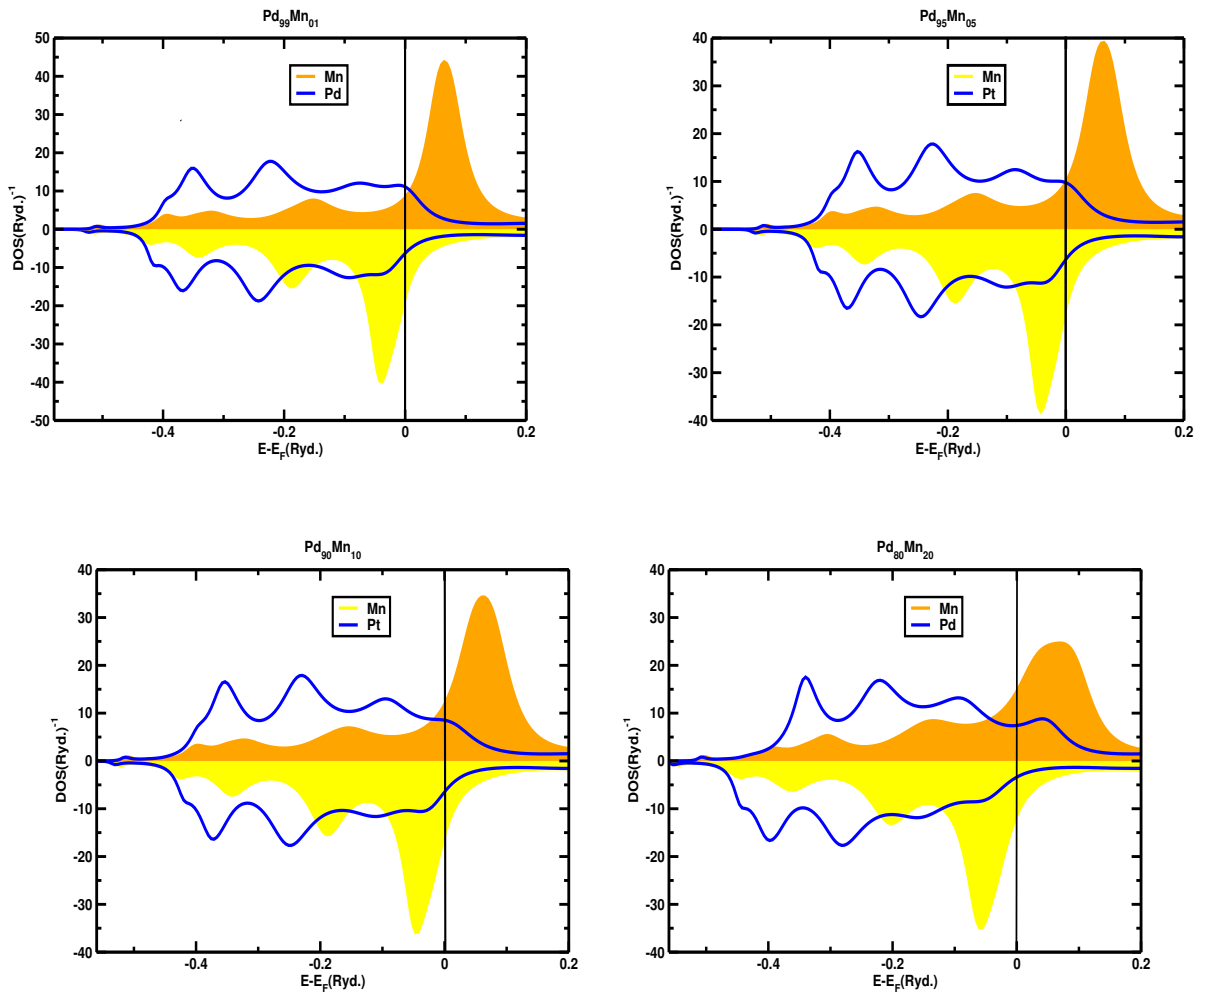 Pd99Mn01
50
40
30
20
10
0
-10
-20
-30
-40
-50
DOS(Ryd.)-1
Mn
Pd
-0.4
-0.2
0
0.2
E-EF(Ryd.)
Pd95Mn05
40
30
20
10
0
-10
-20
-30
-40
DOS(Ryd.)-1
Mn
Pt
-0.4
-0.2
0
0.2
E-EF(Ryd.)
Pd90Mn10
40
30
20
10
0
-10
-20
-30
-40
DOS(Ryd.)-1
Mn
Pt
-0.4
-0.2
0
0.2
E-EF(Ryd.)
Pd80Mn20
40
30
20
10
0
-10
-20
-30
-40
DOS(Ryd.)-1
Mn
Pd
-0.4
-0.2
0
0.2
E-EF(Ryd.)